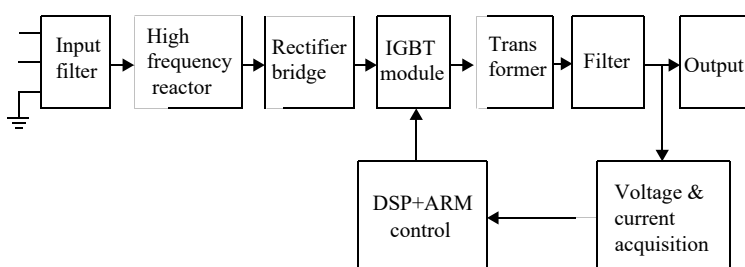 Input
filter
High
frequency
reactor
Rectifier
bridge
IGBT
module
Trans
former
Filter
Output
DSP+ARM
control
Voltage &
current
acquisition